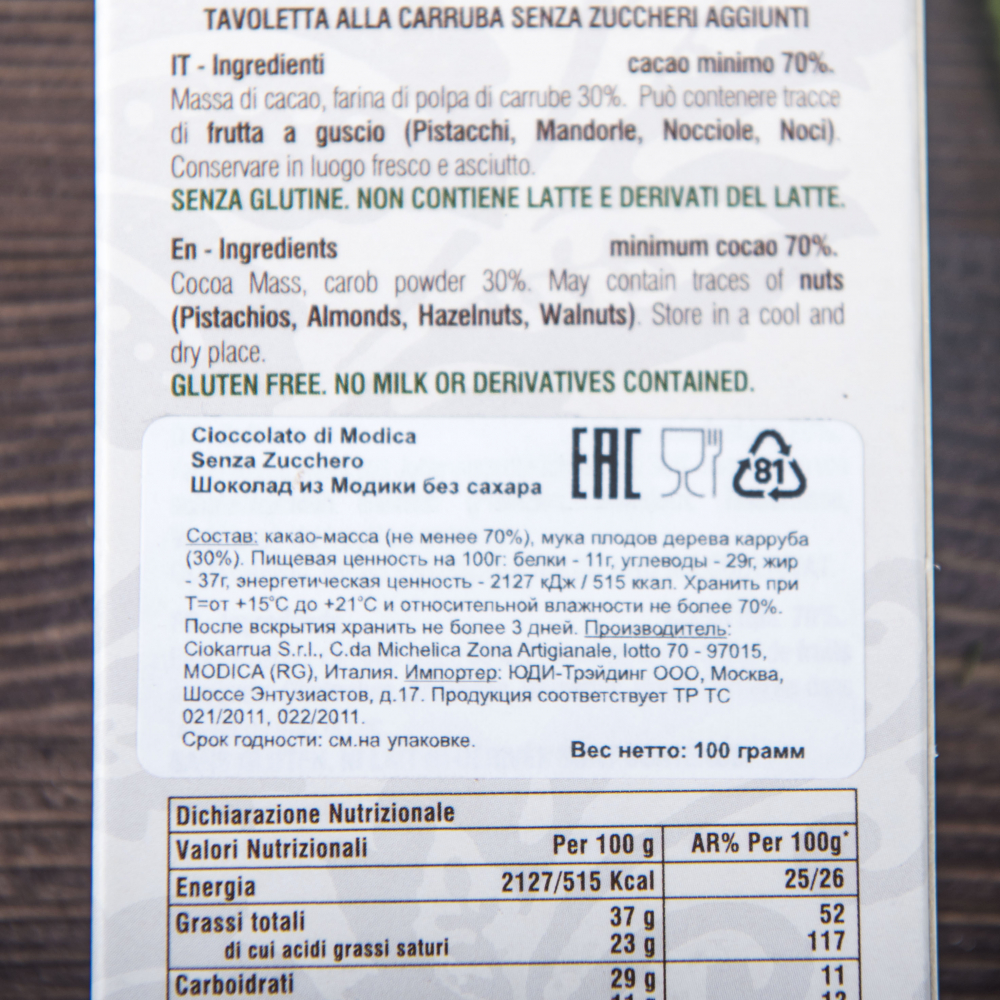 TAVOLETTA ALLA CARRUBA SENZA ZUCCHERI AGGIUNTI
IT - Ingredienti cacao minimo 70%.
Massa di cacao, farina di polpa di carrube 30%. Può contenere tracce
di frutta a guscio (Pistacchi, Mandorle, Nocciole, Noci).
Conservare in luogo fresco e asciutto.
SENZA GLUTINE. NON CONTIENE LATTE E DERIVATI DEL LATTE.
En - Ingredients minimum cocao 70%.
Cocoa Mass, carob powder 30%. May contain traces of nuts
(Pistachios, Almonds, Hazelnuts, Walnuts). Store in a cool and
dry place.
GLUTEN FREE. NO MILK OR DERIVATIVES CONTAINED.
Cioccolato di Modica
Senza Zucchero
Шоколад из Модики без сахара
EAC
81
Состав: какао-масса (не менее 70%), мука плодов дерева карруба
(30%). Пищевая ценность на 100г: белки - 11г, углеводы - 29г, жир
- 37г, энергетическая ценность - 2127 кДж / 515 ккал. Хранить при
T=от +15°C до +21°C и относительной влажности не более 70%.
После вскрытия хранить не более 3 дней. Производитель:
Ciokarrua S.r.l., C.da Michelica Zona Artigianale, lotto 70 - 97015,
MODICA (RG), Италия. Импортер: ЮДИ-Трэйдинг ООО, Москва,
Шоссе Энтузиастов, д.17. Продукция соответствует ТР ТС
021/2011, 022/2011.
Срок годности: см.на упаковке.
Вес нетто: 100 грамм
Dichiarazione Nutrizionale
Valori Nutrizionali Per 100 g AR% Per 100g*
Energia 2127/515 Kcal 25/26
Grassi totali 37 g 52
di cui acidi grassi saturi 23 g 117
Carboidrati 29 g 11